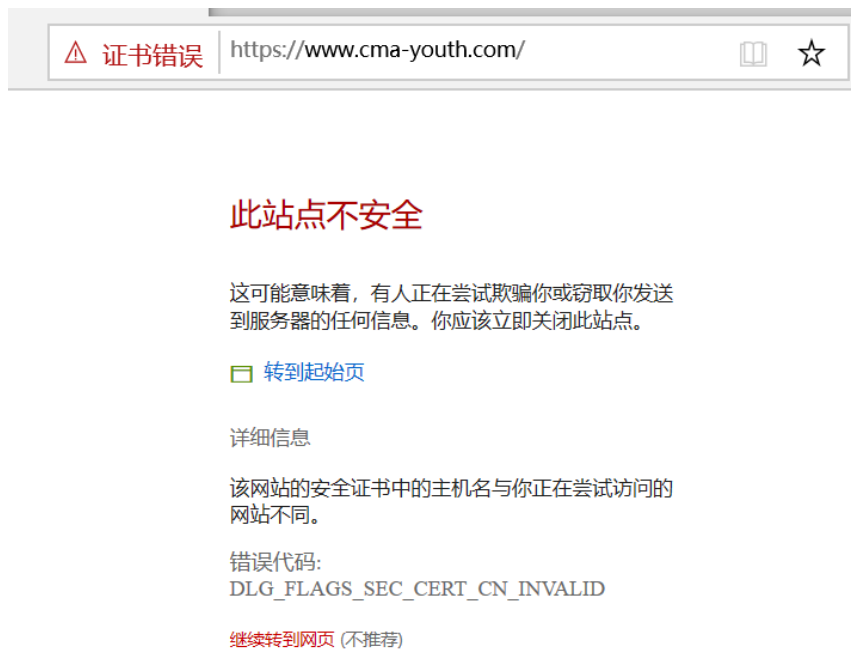 证书错误 https://www.cma-youth.com/
此站点不安全
这可能意味着，有人正在尝试欺骗你或窃取你发送
到服务器的任何信息。你应该立即关闭此站点。
转到起始页
详细信息
该网站的安全证书中的主机名与你正在尝试访问的
网站不同。
错误代码:
DLG_FLAGS_SEC_CERT_CN_INVALID
继续转到网页 (不推荐)